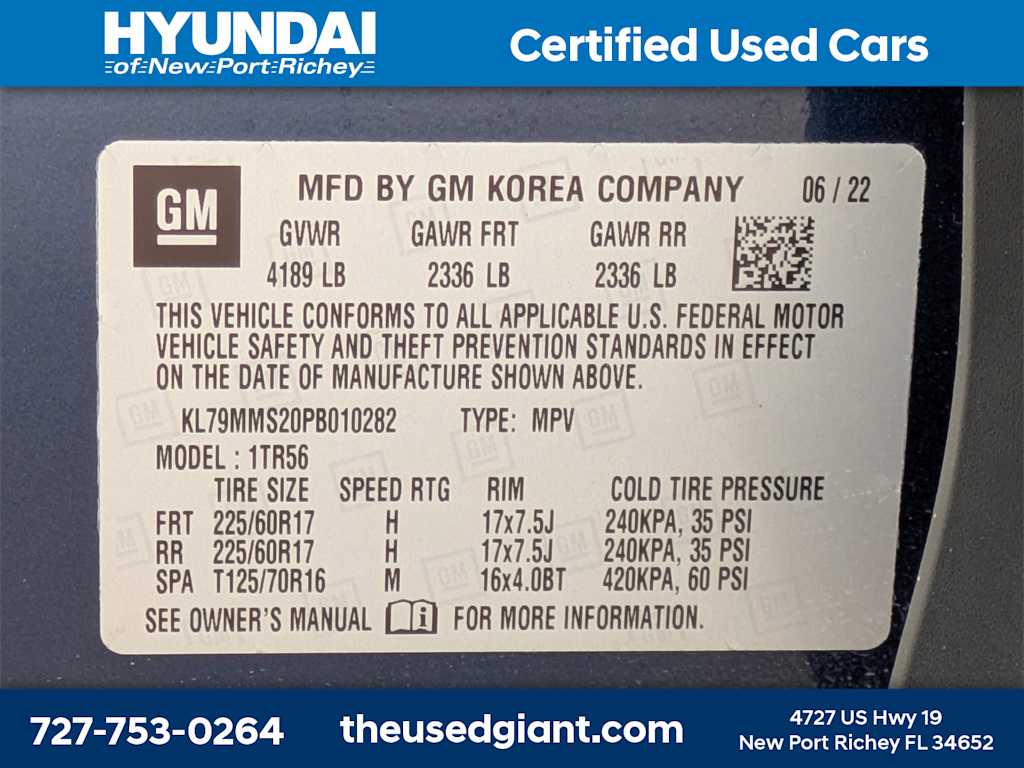 HYUNDAI
of New Port Richey
Certified Used Cars
GM
MFD BY GM KOREA COMPANY 06 / 22
GVWR GAWR FRT GAWR RR
4189 LB 2336 LB 2336 LB
THIS VEHICLE CONFORMS TO ALL APPLICABLE U.S. FEDERAL MOTOR
VEHICLE SAFETY AND THEFT PREVENTION STANDARDS IN EFFECT
ON THE DATE OF MANUFACTURE SHOWN ABOVE.
KL79MMS20PB010282 TYPE: MPV
MODEL : 1TR56
TIRE SIZE SPEED RTG RIM COLD TIRE PRESSURE
FRT 225/60R17 H 17x7.5J 240KPA, 35 PSI
RR 225/60R17 H 17x7.5J 240KPA, 35 PSI
SPA T125/70R16 M 16x4.0BT 420KPA, 60 PSI
SEE OWNER'S MANUAL FOR MORE INFORMATION.
727-753-0264
theusedgiant.com
4727 US Hwy 19
New Port Richey FL 34652